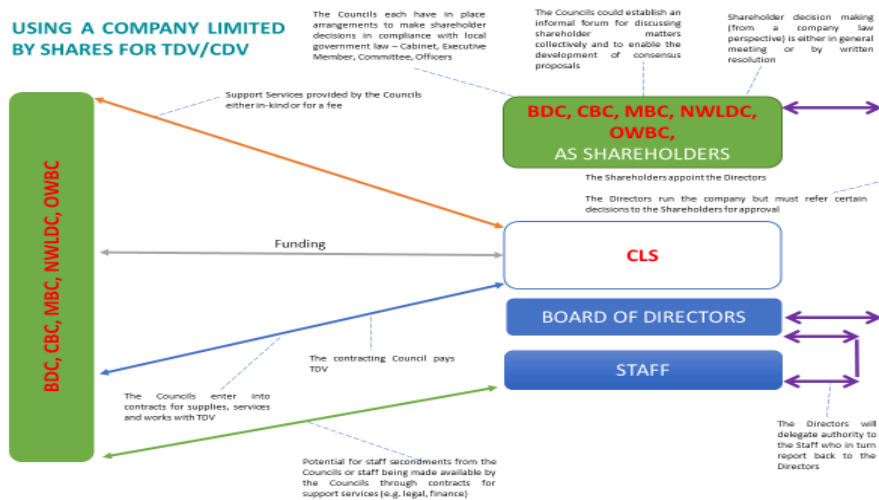 USING A COMPANY LIMITED
BY SHARES FOR TDV/CDV
The Councils each have in place
arrangements to make shareholder
decisions in compliance with local
government law – Cabinet, Executive
Member, Committee, Officers
The Councils could establish an
informal forum for discussing
shareholder matters
collectively and to enable the
development of consensus
proposals
Shareholder decision making
(from a company law
perspective) is either in general
meeting or by written
resolution
Support Services provided by the Councils
either in-kind or for a fee
BDC, CBC, MBC, NWLDC,
OWBC,
AS SHAREHOLDERS
The Shareholders appoint the Directors
The Directors run the company but must refer certain
decisions to the Shareholders for approval
BDC, CBC, MBC, NWLDC, OWBC
Funding
CLS
BOARD OF DIRECTORS
STAFF
The contracting Council pays
TDV
The Councils enter into
contracts for supplies, services
and works with TDV
The Directors will
delegate authority to
the Staff who in turn
report back to the
Directors
Potential for staff secondments from the
Councils or staff being made available by
the Councils through contracts for
support services (e.g. legal, finance)